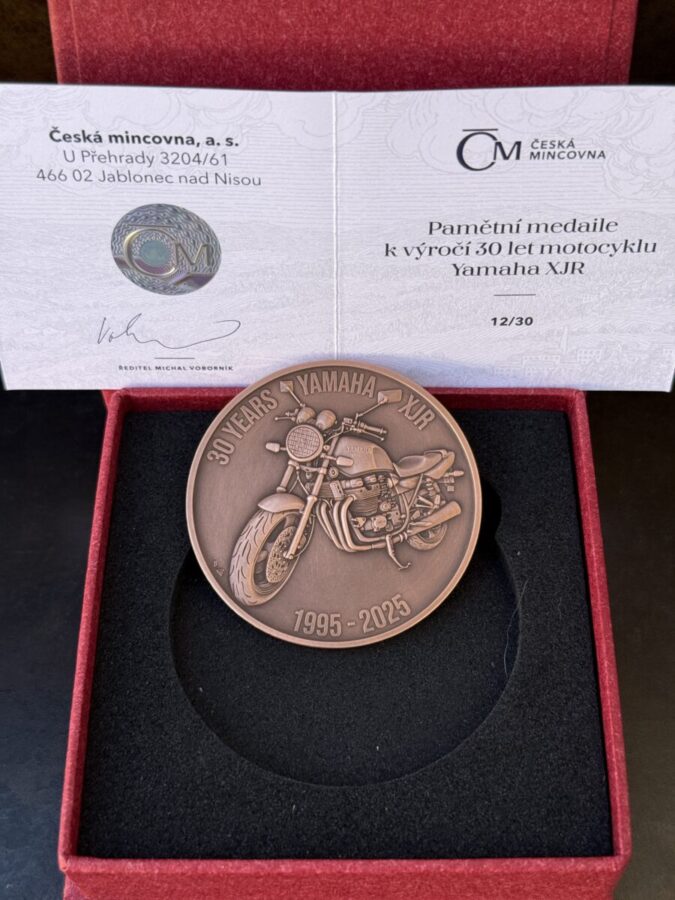 Česká mincovna, a. s.
U Přehrady 3204/61
466 02 Jablonec nad Nisou
ČM
ŘEDITEL MICHAL VOBORNÍK
ČM ČESKÁ
MINCOVNA
Pamětní medaile
k výročí 30 let motocyklu
Yamaha XJR
12/30
30 YEARS YAMAHA XJR
1995 - 2025